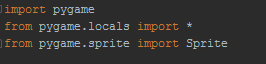 import pygame
from pygame.locals import *
from pygame.sprite import Sprite